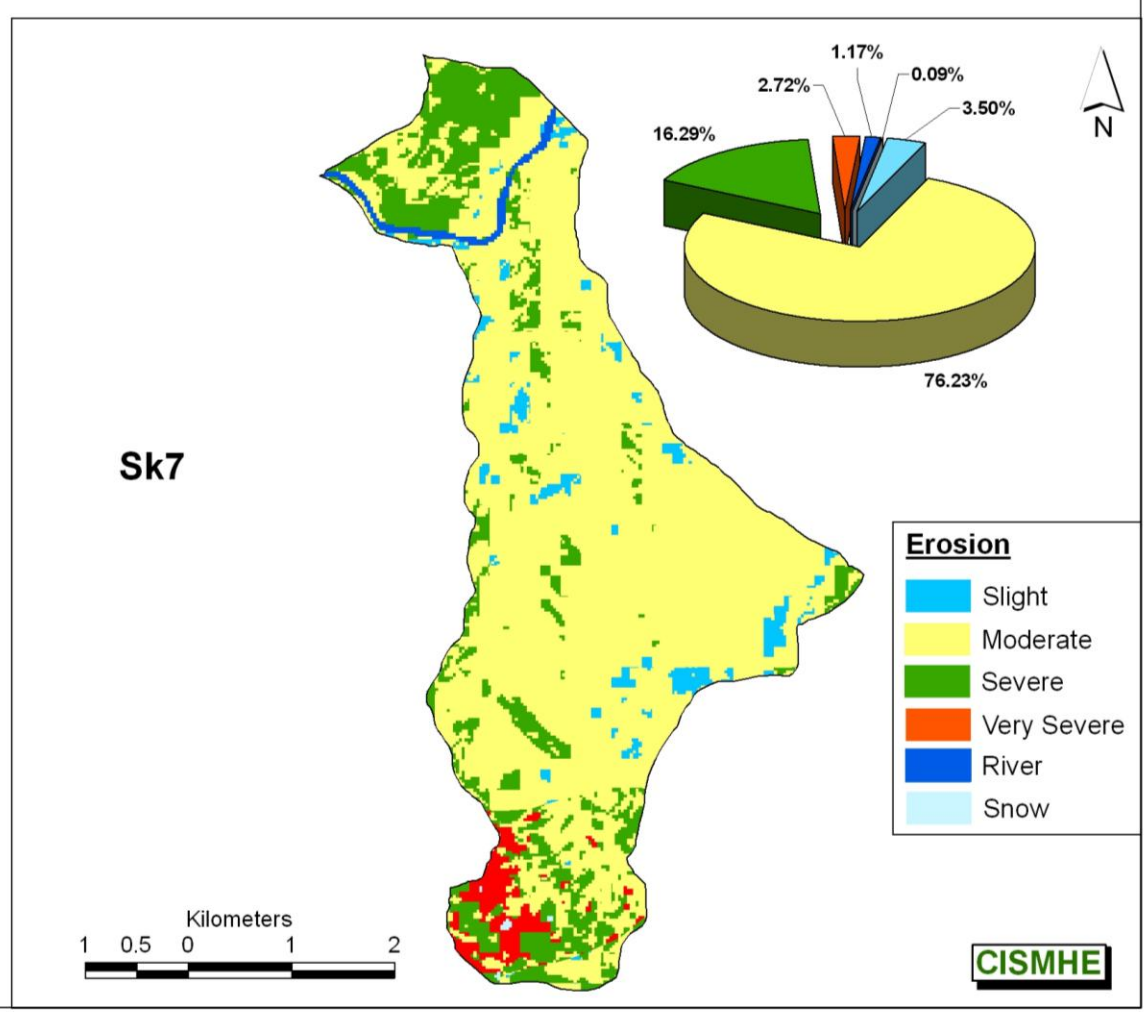 1.17%
0.09%
2.72%
3.50%
16.29%
N
76.23%
Sk7
Erosion
Slight
Moderate
Severe
Very Severe
River
Snow
Kilometers
1 0.5 0 1 2
CISMHE